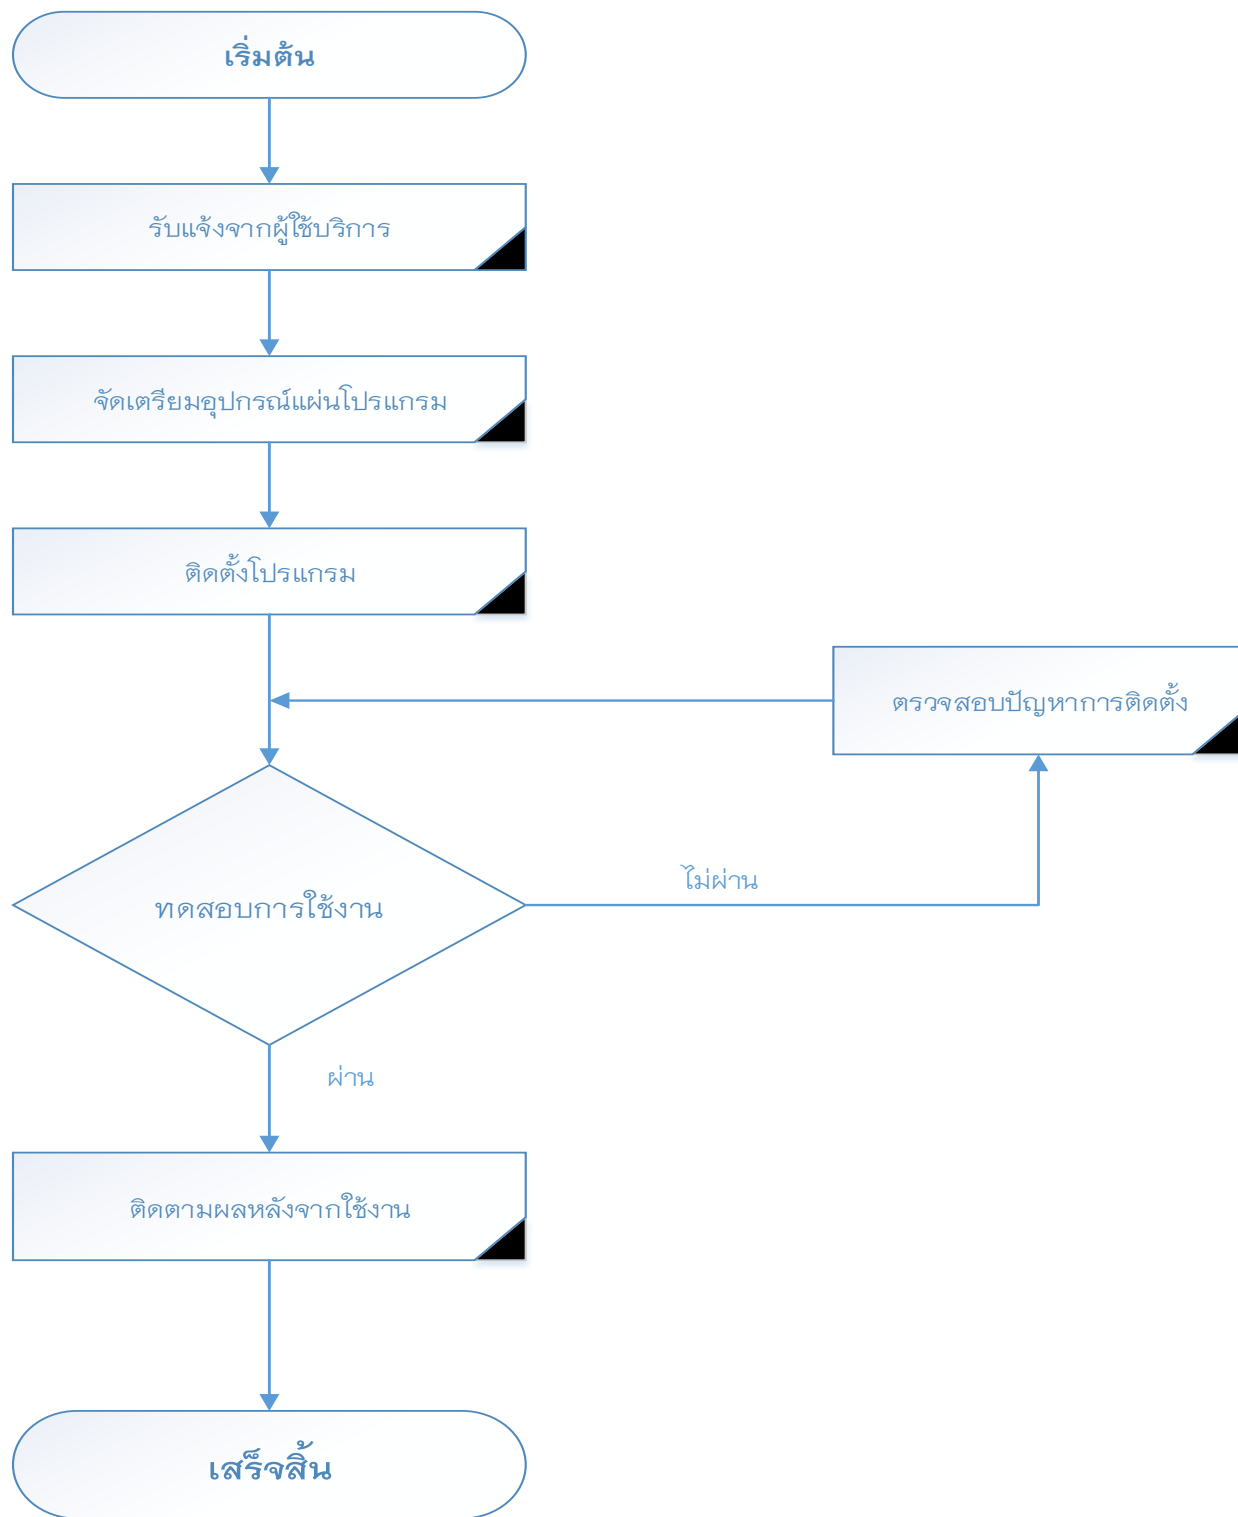 เริ่มต้น
รับแจ้งจากผู้ใช้บริการ
จัดเตรียมอุปกรณ์แผ่นโปรแกรม
ติดตั้งโปรแกรม
ตรวจสอบปัญหาการติดตั้ง
ทดสอบการใช้งาน
ไม่ผ่าน
ผ่าน
ติดตามผลหลังจากใช้งาน
เสร็จสิ้น